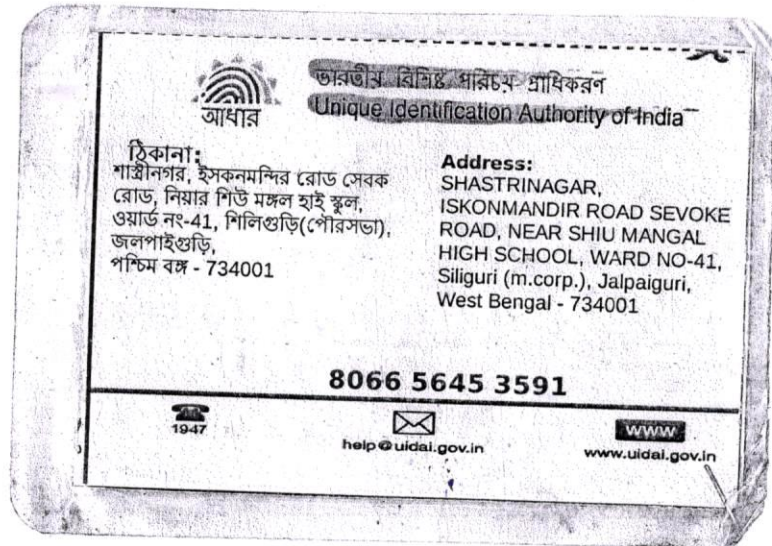 ভারতীয় বিশিষ্ট পরিচয় প্রাধিকরণ
Unique Identification Authority of India
আধার
ঠিকানা:
শাস্ত্রীনগর, ইসকনমন্দির রোড সেবক
রোড, নিয়ার শিউ মঙ্গল হাই স্কুল,
ওয়ার্ড নং-41, শিলিগুড়ি(পৌরসভা),
জলপাইগুড়ি,
পশ্চিম বঙ্গ - 734001
Address:
SHASTRINAGAR,
ISKONMANDIR ROAD SEVOKE
ROAD, NEAR SHIU MANGAL
HIGH SCHOOL, WARD NO-41,
Siliguri (m.corp.), Jalpaiguri,
West Bengal - 734001
8066 5645 3591
1947
help@uidai.gov.in
www
www.uidai.gov.in